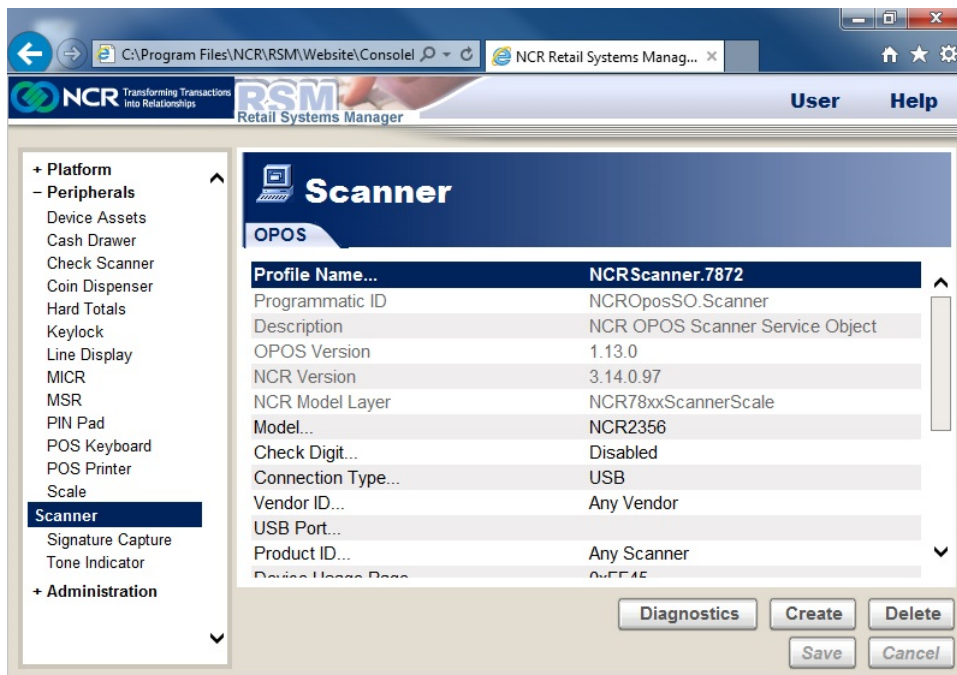 C:\Program Files\NCR\RSM\Website\Consolel
NCR Retail Systems Manag...
NCR Transforming Transactions into Relationships
RSM
Retail Systems Manager
User Help
+ Platform
− Peripherals
Device Assets
Cash Drawer
Check Scanner
Coin Dispenser
Hard Totals
Keylock
Line Display
MICR
MSR
PIN Pad
POS Keyboard
POS Printer
Scale
Scanner
Signature Capture
Tone Indicator
+ Administration
Scanner
OPOS
Profile Name... NCRScanner.7872
Programmatic ID NCROposSO.Scanner
Description NCR OPOS Scanner Service Object
OPOS Version 1.13.0
NCR Version 3.14.0.97
NCR Model Layer NCR78xxScannerScale
Model... NCR2356
Check Digit... Disabled
Connection Type... USB
Vendor ID... Any Vendor
USB Port...
Product ID... Any Scanner
Device Usage Page 0xFF45
Diagnostics Create Delete
Save Cancel